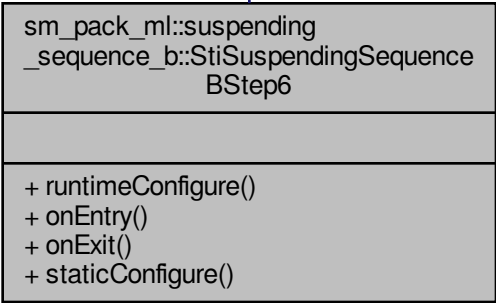 sm_pack_ml::suspending
_sequence_b::StiSuspendingSequence
BStep6
+ runtimeConfigure()
+ onEntry()
+ onExit()
+ staticConfigure()